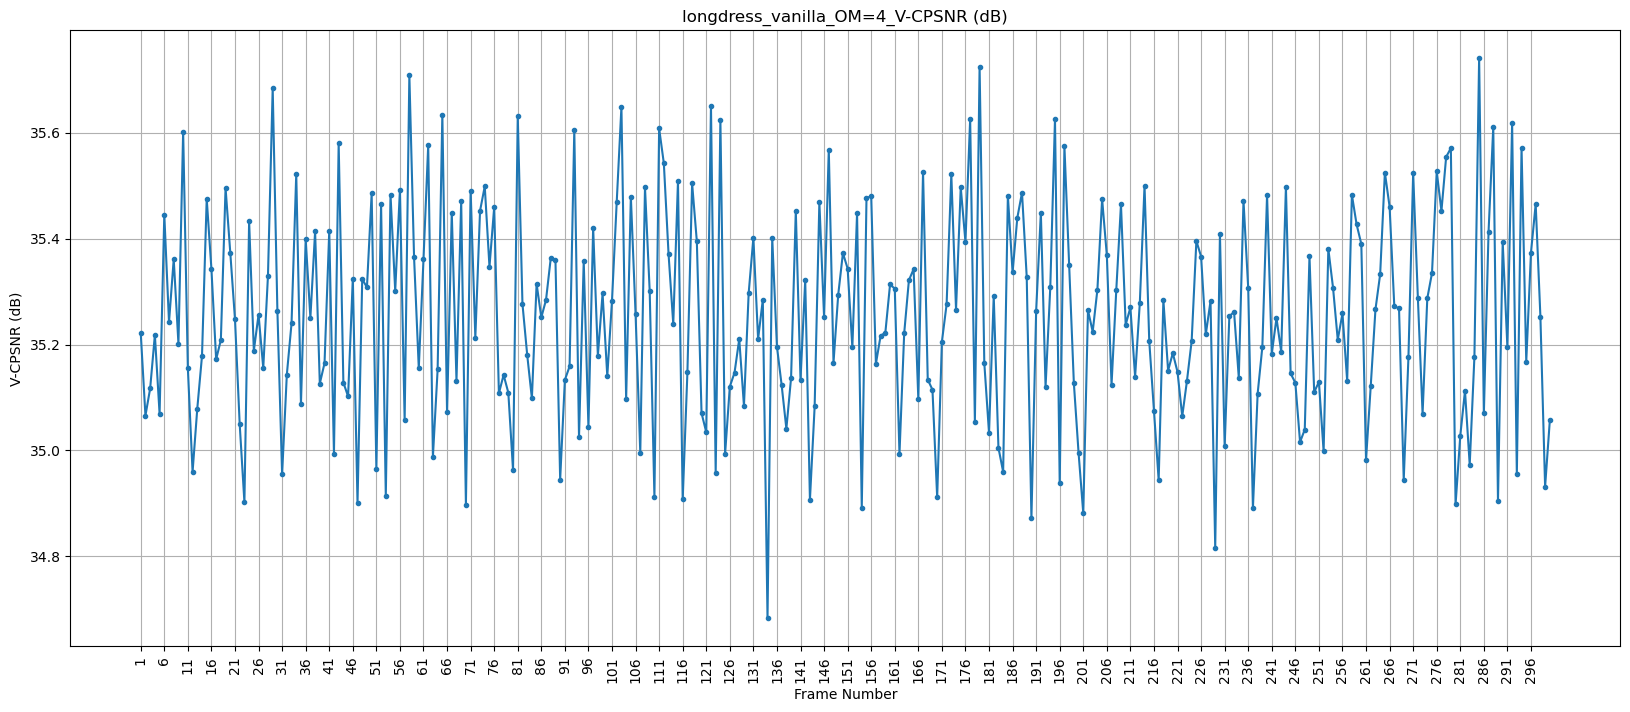 longdress_vanilla_OM=4_V-CPSNR (dB)
V-CPSNR (dB)
35.6
35.4
35.2
35.0
34.8
1 6 11 16 21 26 31 36 41 46 51 56 61 66 71 76 81 86 91 96 101 106 111 116 121 126 131 136 141 146 151 156 161 166 171 176 181 186 191 196 201 206 211 216 221 226 231 236 241 246 251 256 261 266 271 276 281 286 291 296
Frame Number